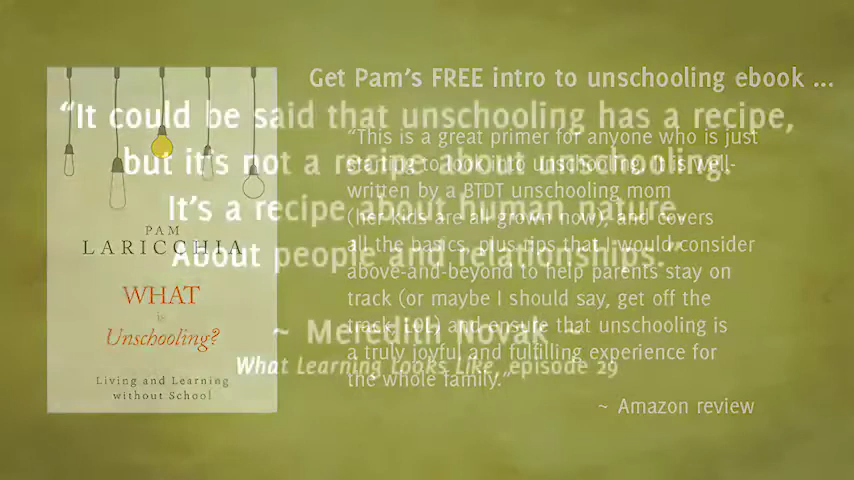 Get Pam's FREE intro to unschooling ebook ...
"It could be said that unschooling has a recipe,
but it's not a recipe about unschooling.
It's a recipe about human nature.
About people and relationships."
~ Meredith Novak ~
What Learning Looks Like, episode 29
"This is a great primer for anyone who is just
starting to look into unschooling. It is well-
written by a BTDT unschooling mom
(her kids are all grown now), and covers
all the basics, plus tips that I would consider
above-and-beyond to help parents stay on
track (or maybe I should say, get off the
track, LOL) and ensure that unschooling is
a truly joyful and fulfilling experience for
the whole family."
~ Amazon review
PAM
LARICCHIA
WHAT
is
Unschooling?
Living and Learning
without School